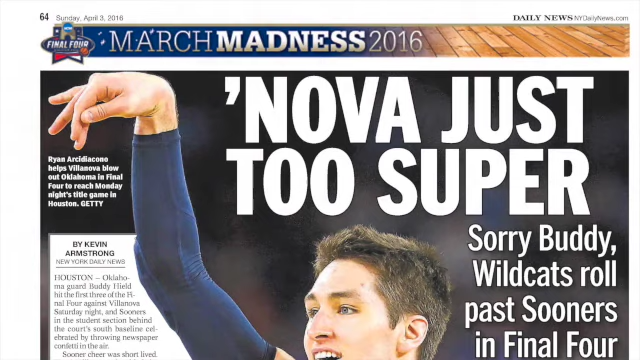 64 Sunday, April 3, 2016
DAILY NEWS NYDailyNews.com
FINAL FOUR
MARCH MADNESS 2016
'NOVA JUST
TOO SUPER
Ryan Arcidiacono
helps Villanova blow
out Oklahoma in Final
Four to reach Monday
night's title game in
Houston. GETTY
Sorry Buddy,
Wildcats roll
past Sooners
in Final Four
BY KEVIN
ARMSTRONG
NEW YORK DAILY NEWS
HOUSTON — Oklaho-
ma guard Buddy Hield
hit the first three of the Fi-
nal Four against Villanova
Saturday night, and Sooners
in the student section behind
the court's south baseline cel-
ebrated by throwing newspaper
confetti in the air.
Sooner cheer was short lived.